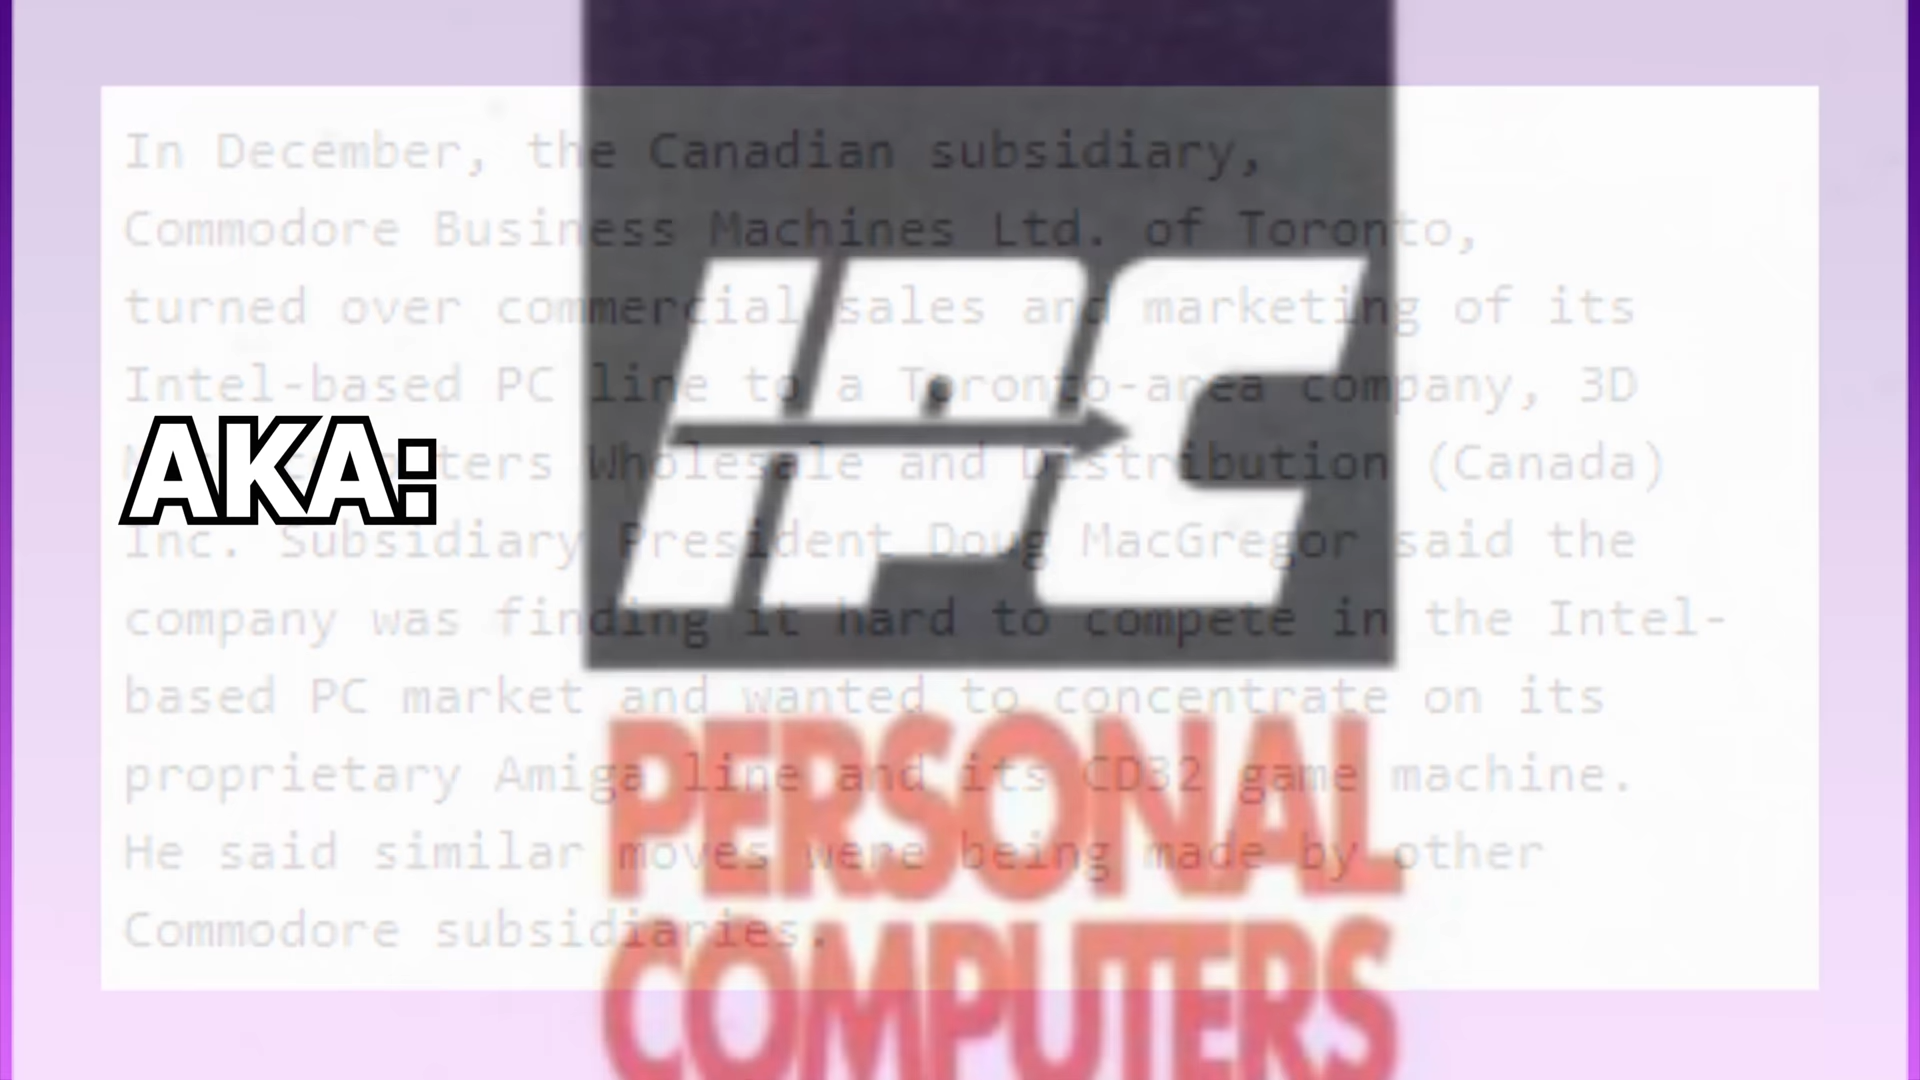 In December, the Canadian subsidiary,
Commodore Business Machines Ltd. of Toronto,
turned over commercial sales and marketing of its
Intel-based PC line to a Toronto-area company, 3D
Wholesale and Distribution (Canada)
Inc. Subsidiary President Doug MacGregor said the
company was finding it hard to compete in the Intel-
based PC market and wanted to concentrate on its
proprietary Amiga line and its CD32 game machine.
He said similar moves were being made by other
Commodore subsidiaries.
AKA:
IPC
PERSONAL
COMPUTERS